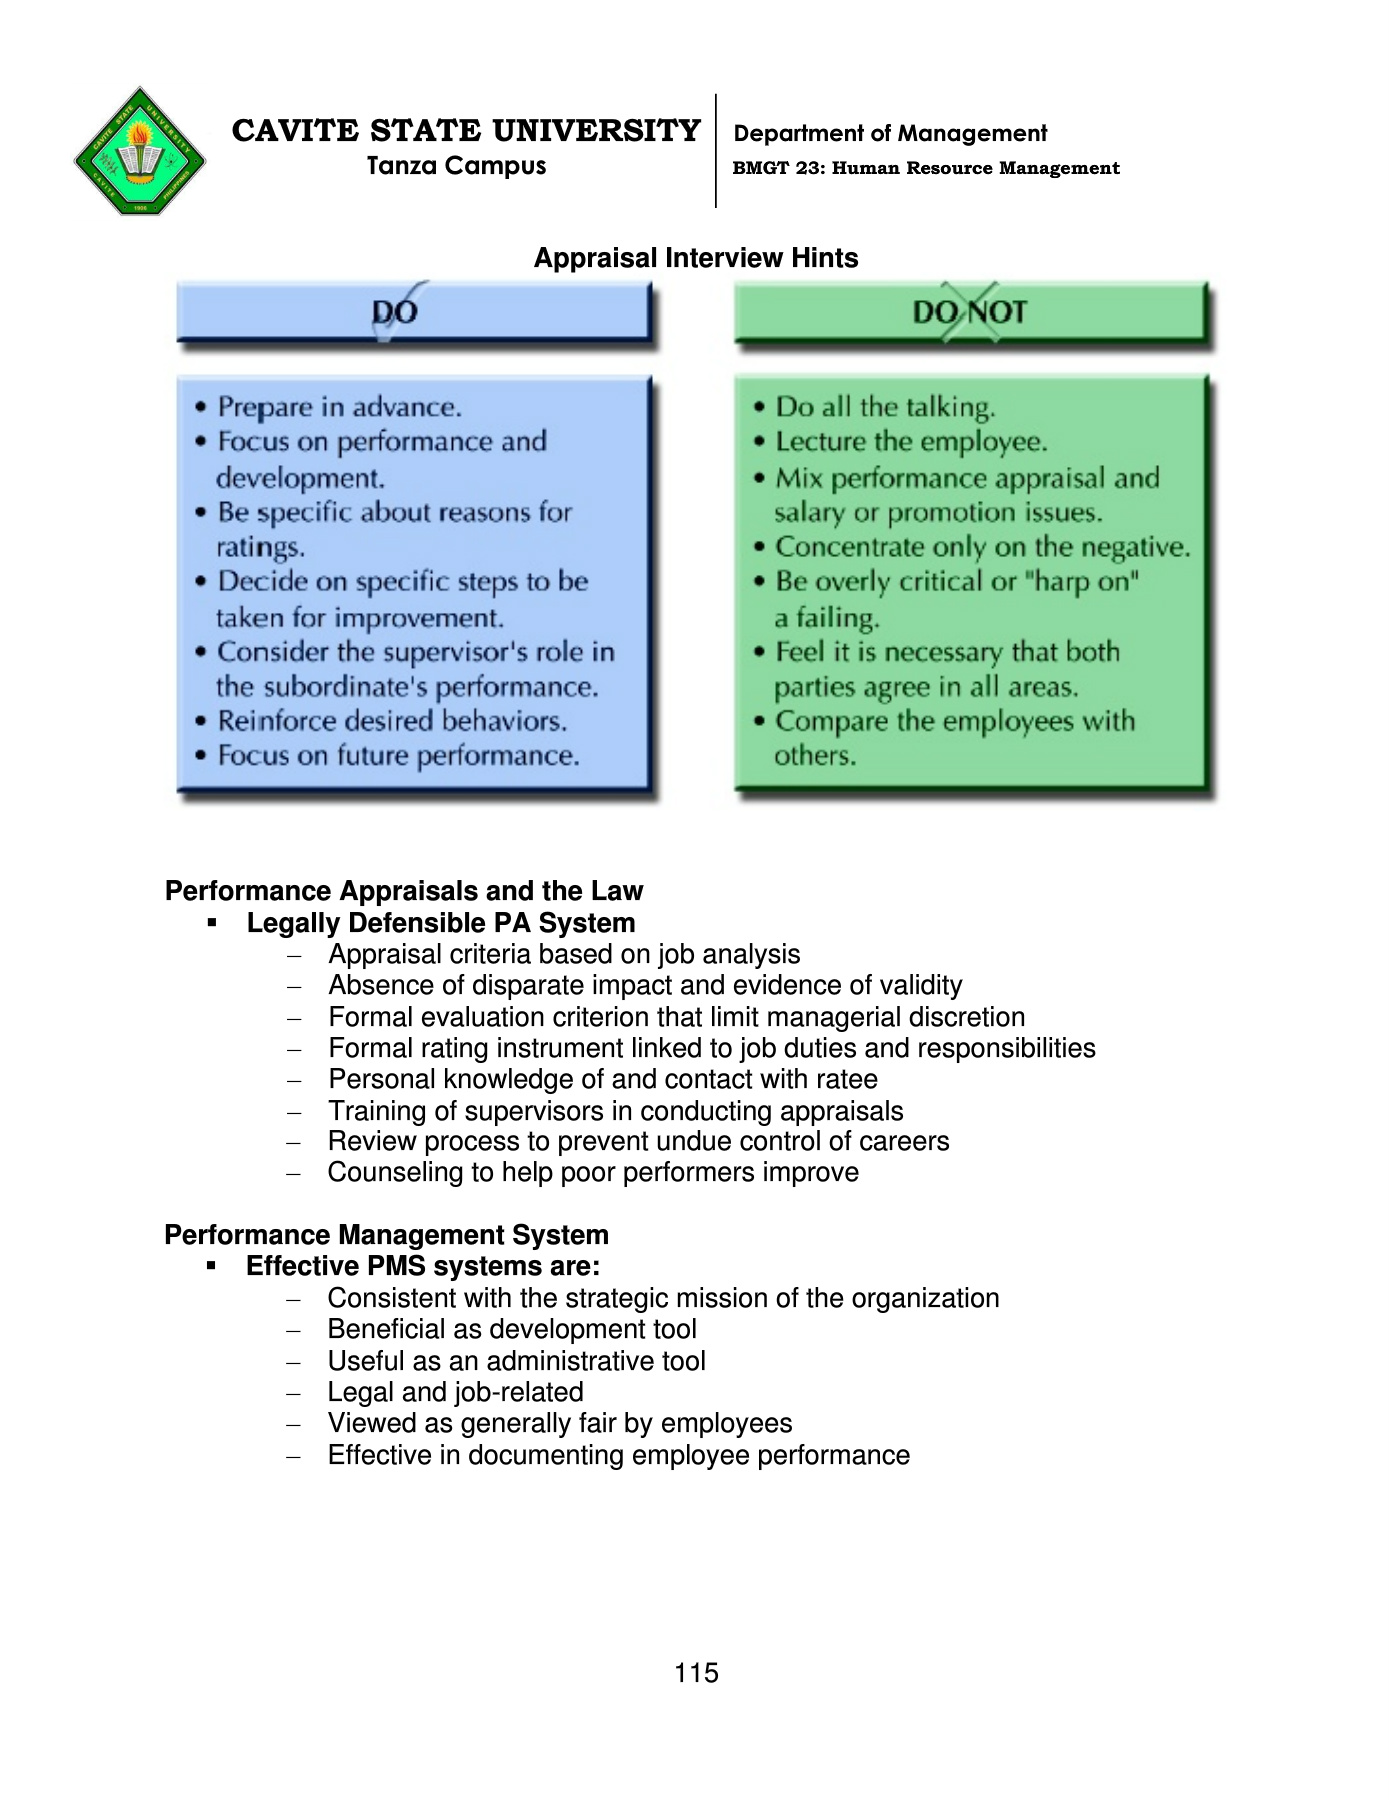 CAVITE STATE UNIVERSITY
Tanza Campus
Department of Management
BMGT 23: Human Resource Management
CAVITE STATE UNIVERSITY
CAVITE
PHILIPPINES
1906
Appraisal Interview Hints
DO
• Prepare in advance.
• Focus on performance and
development.
• Be specific about reasons for
ratings.
• Decide on specific steps to be
taken for improvement.
• Consider the supervisor's role in
the subordinate's performance.
• Reinforce desired behaviors.
• Focus on future performance.
DO NOT
• Do all the talking.
• Lecture the employee.
• Mix performance appraisal and
salary or promotion issues.
• Concentrate only on the negative.
• Be overly critical or "harp on"
a failing.
• Feel it is necessary that both
parties agree in all areas.
• Compare the employees with
others.
Performance Appraisals and the Law
▪ Legally Defensible PA System
– Appraisal criteria based on job analysis
– Absence of disparate impact and evidence of validity
– Formal evaluation criterion that limit managerial discretion
– Formal rating instrument linked to job duties and responsibilities
– Personal knowledge of and contact with ratee
– Training of supervisors in conducting appraisals
– Review process to prevent undue control of careers
– Counseling to help poor performers improve
Performance Management System
▪ Effective PMS systems are:
– Consistent with the strategic mission of the organization
– Beneficial as development tool
– Useful as an administrative tool
– Legal and job-related
– Viewed as generally fair by employees
– Effective in documenting employee performance
115